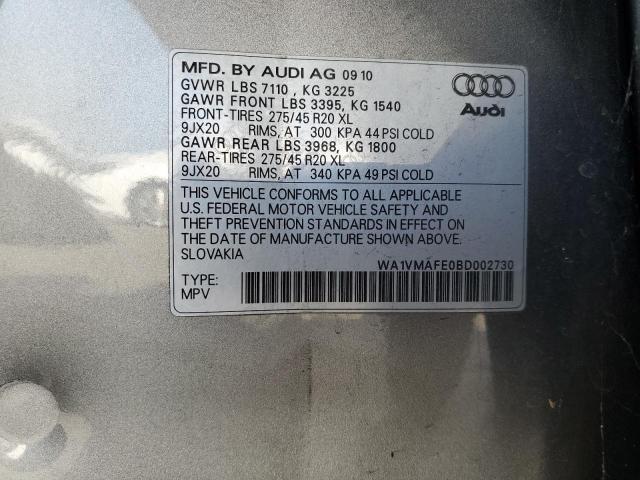 MFD. BY AUDI AG 09 10
GVWR LBS 7110 , KG 3225
GAWR FRONT LBS 3395, KG 1540
FRONT-TIRES 275/45 R20 XL
9JX20 RIMS, AT 300 KPA 44 PSI COLD
GAWR REAR LBS 3968, KG 1800
REAR-TIRES 275/45 R20 XL
9JX20 RIMS, AT 340 KPA 49 PSI COLD
Audi
THIS VEHICLE CONFORMS TO ALL APPLICABLE
U.S. FEDERAL MOTOR VEHICLE SAFETY AND
THEFT PREVENTION STANDARDS IN EFFECT ON
THE DATE OF MANUFACTURE SHOWN ABOVE.
SLOVAKIA
WA1VMAFE0BD002730
TYPE:
MPV